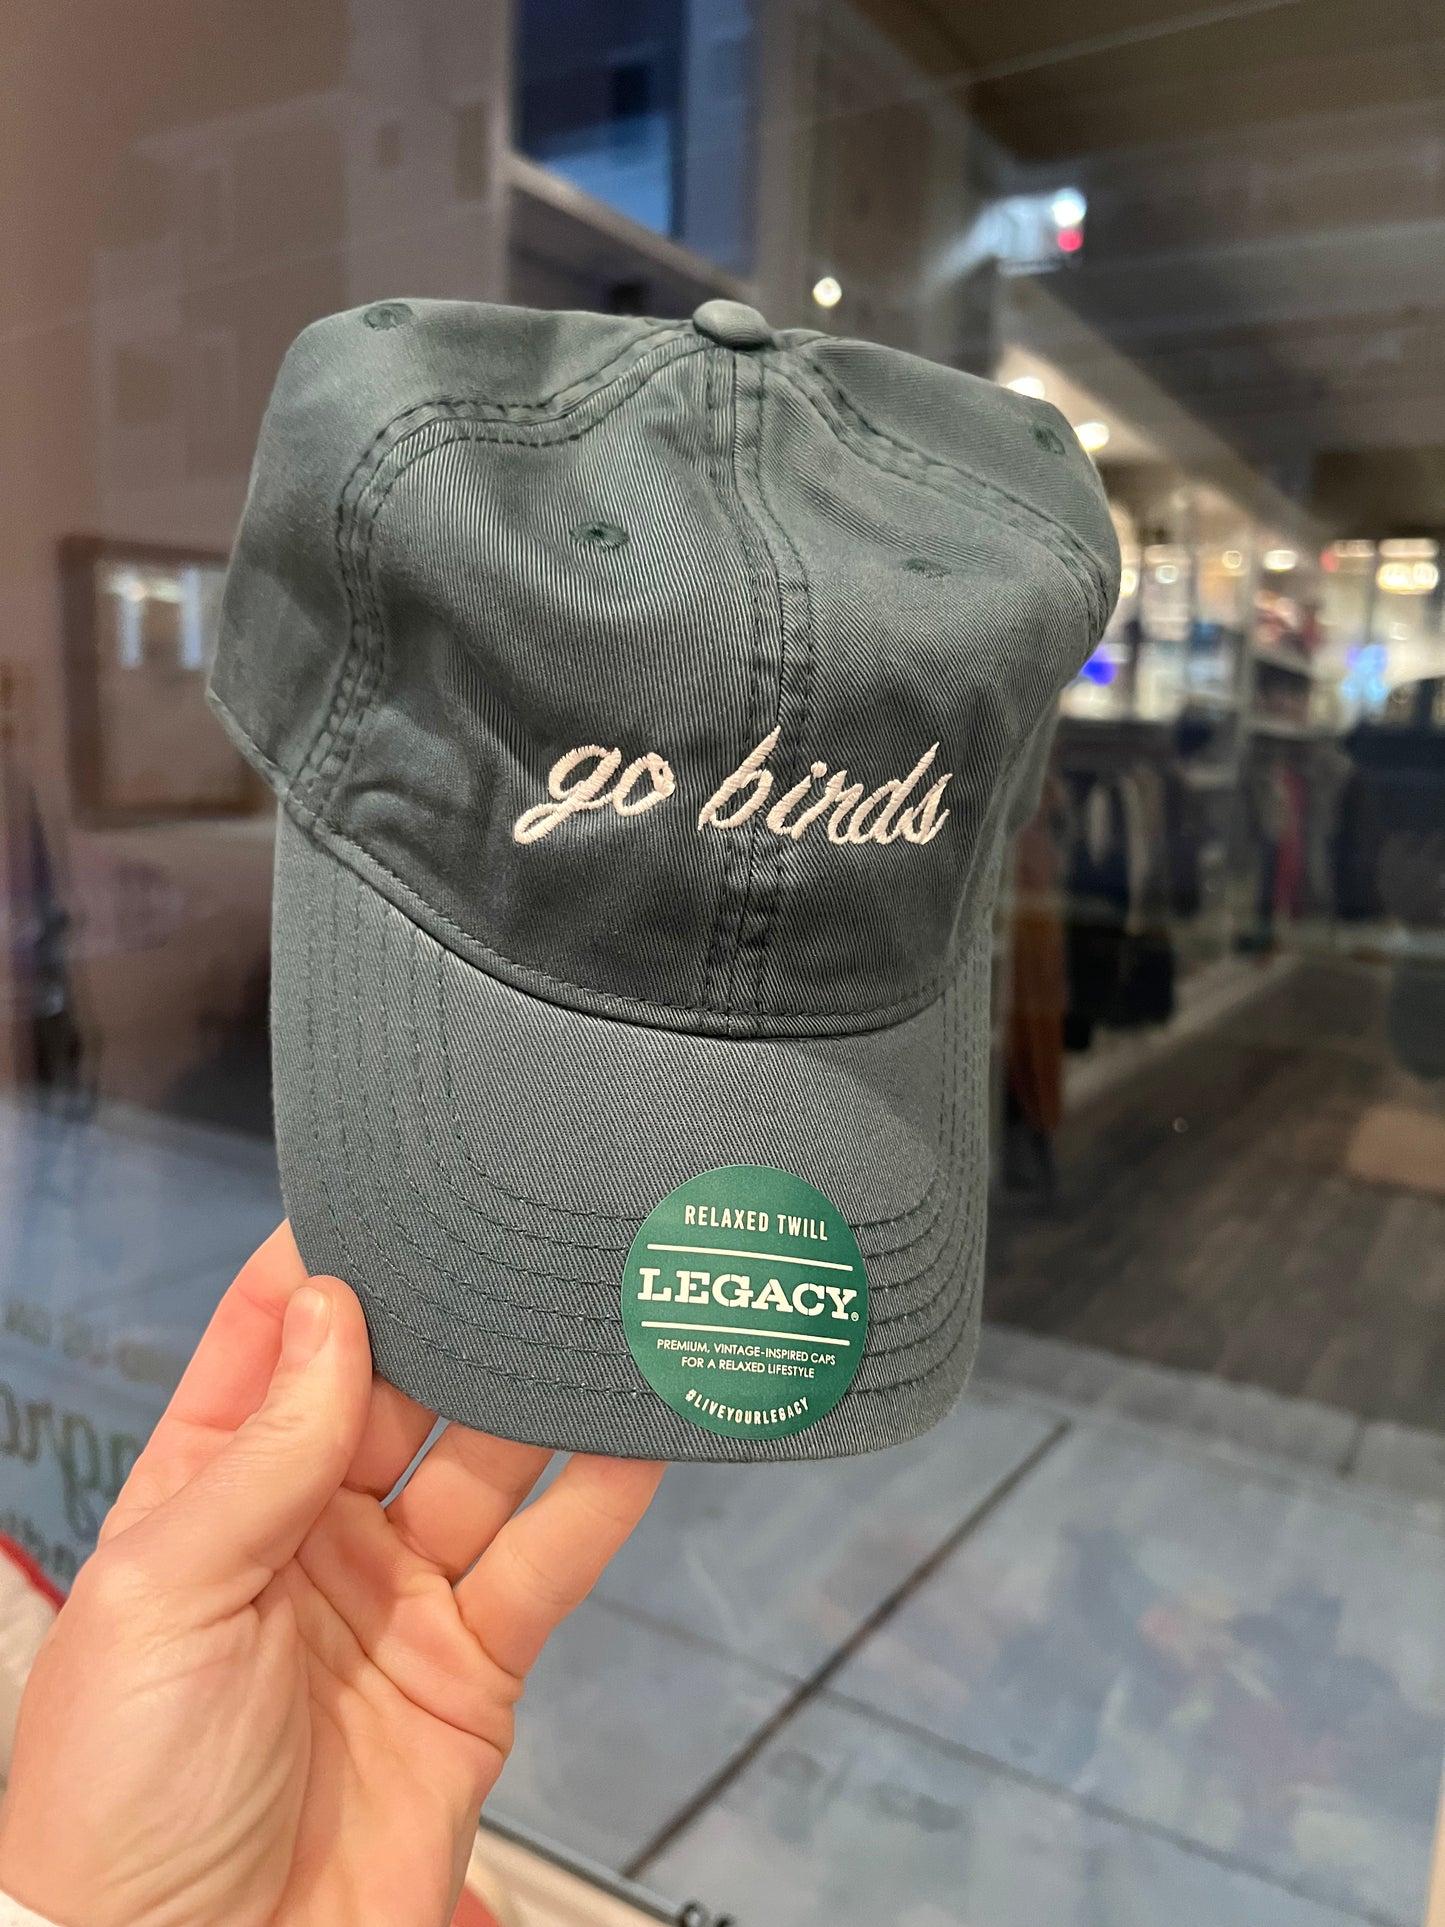 go birds
RELAXED TWILL
LEGACY®
PREMIUM, VINTAGE-INSPIRED CAPS
FOR A RELAXED LIFESTYLE
#LIVEYOURLEGACY